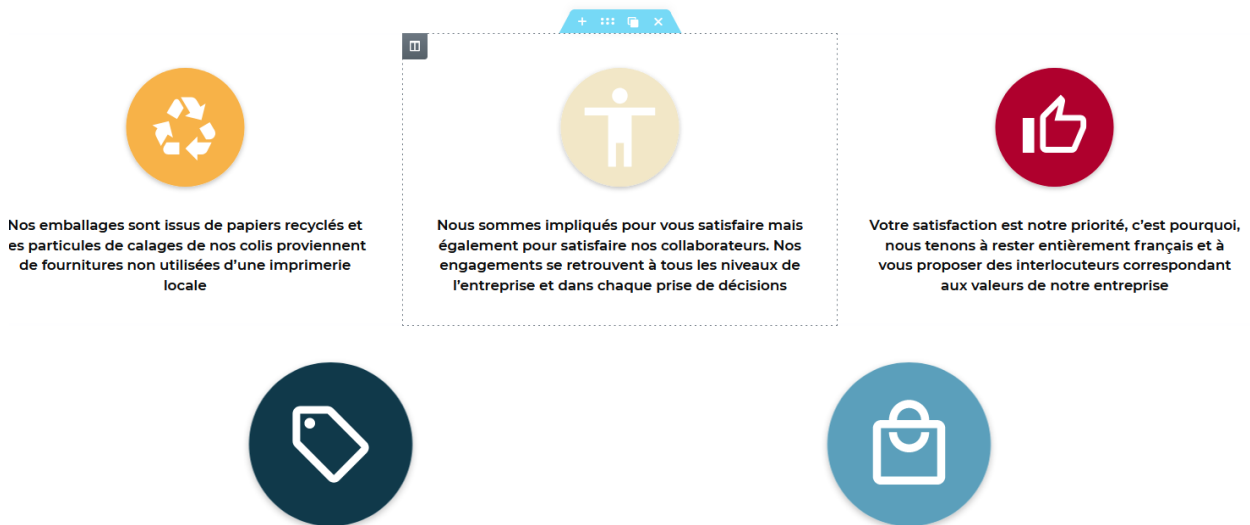 Nos emballages sont issus de papiers recyclés et
es particules de calages de nos colis proviennent
de fournitures non utilisées d’une imprimerie
locale
Nous sommes impliqués pour vous satisfaire mais
également pour satisfaire nos collaborateurs. Nos
engagements se retrouvent à tous les niveaux de
l’entreprise et dans chaque prise de décisions
Votre satisfaction est notre priorité, c’est pourquoi,
nous tenons à rester entièrement français et à
vous proposer des interlocuteurs correspondant
aux valeurs de notre entreprise